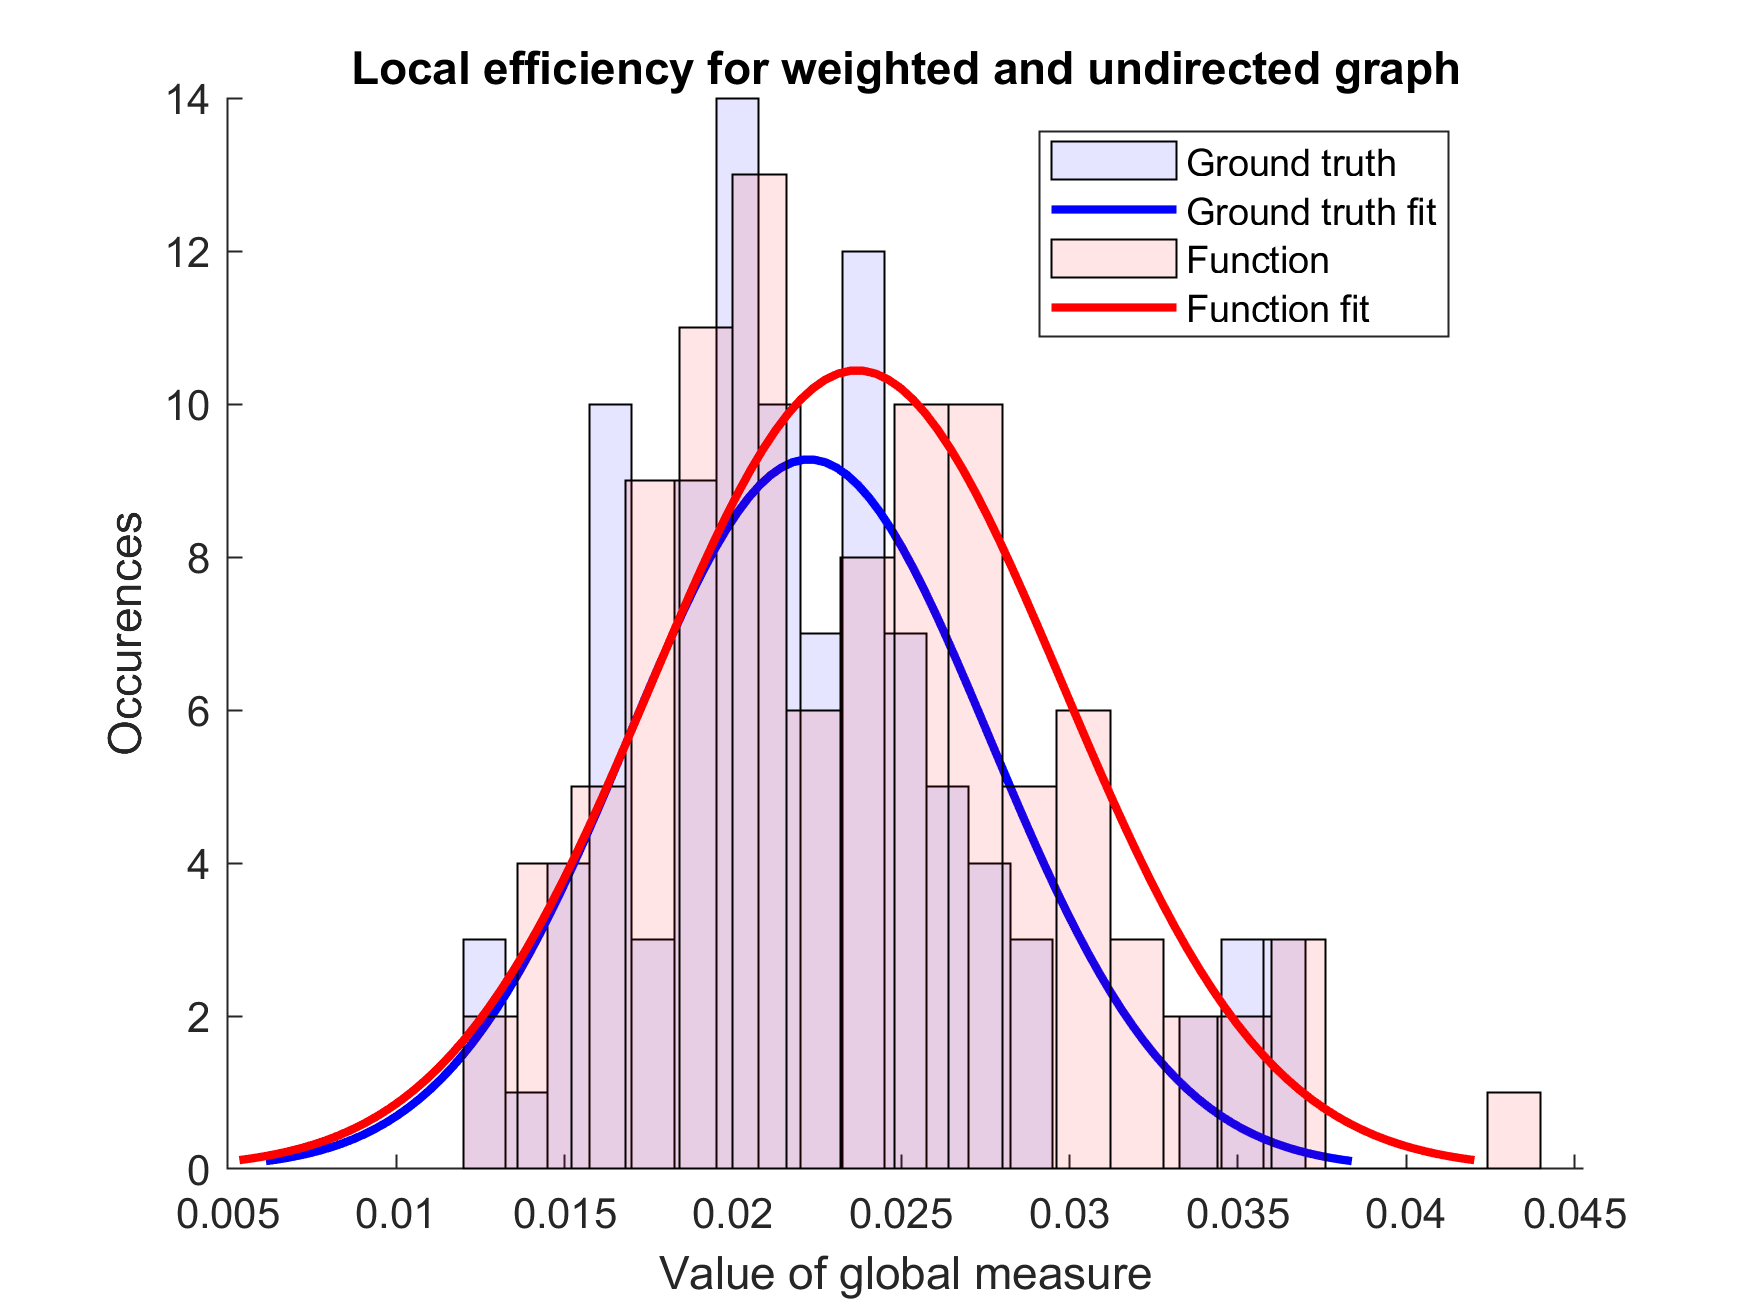 Local efficiency for weighted and undirected graph
14
12
10
8
6
4
2
0
Occurences
Ground truth
Ground truth fit
Function
Function fit
0.005 0.01 0.015 0.02 0.025 0.03 0.035 0.04 0.045
Value of global measure